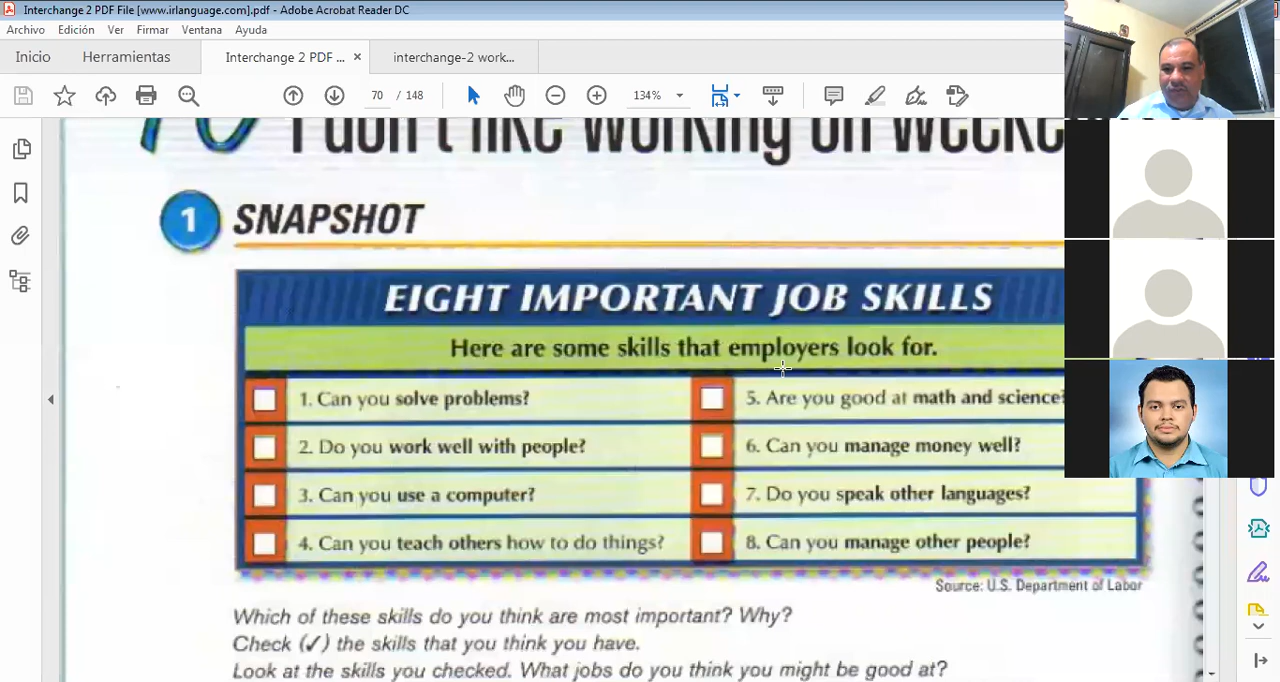 Interchange 2 PDF File [www.irlanguage.com].pdf - Adobe Acrobat Reader DC
Archivo Edición Ver Firmar Ventana Ayuda
Inicio Herramientas Interchange 2 PDF ... × interchange-2 work...
70 / 148 134%
I don't like working on
1 SNAPSHOT
EIGHT IMPORTANT JOB SKILLS
Here are some skills that employers look for.
1. Can you solve problems?
2. Do you work well with people?
3. Can you use a computer?
4. Can you teach others how to do things?
5. Are you good at math and science?
6. Can you manage money well?
7. Do you speak other languages?
8. Can you manage other people?
Source: U.S. Department of Labor
Which of these skills do you think are most important? Why?
Check (✓) the skills that you think you have.
Look at the skills you checked. What jobs do you think you might be good at?